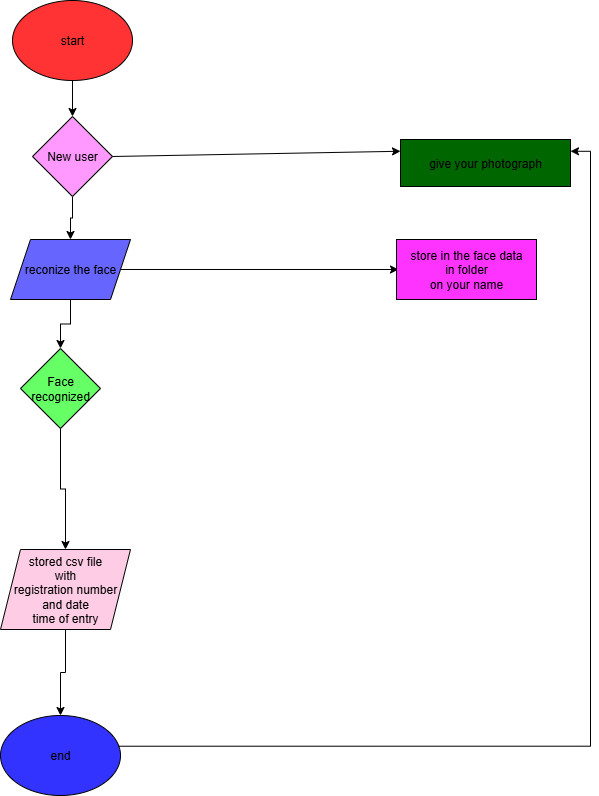 start
New user
give your photograph
reconize the face
store in the face data
in folder
on your name
Face
recognized
stored csv file
with
registration number
and date
time of entry
end